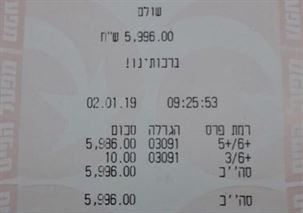 שולם
5,996.00 ש"ח
ברכותינו!
02.01.19 09:25:53
רמת פרס הגרלה סכום
5+/6+ 03091 5,986.00
3/6+ 03091 10.00
סה''כ 5,996.00
סה''כ 5,996.00